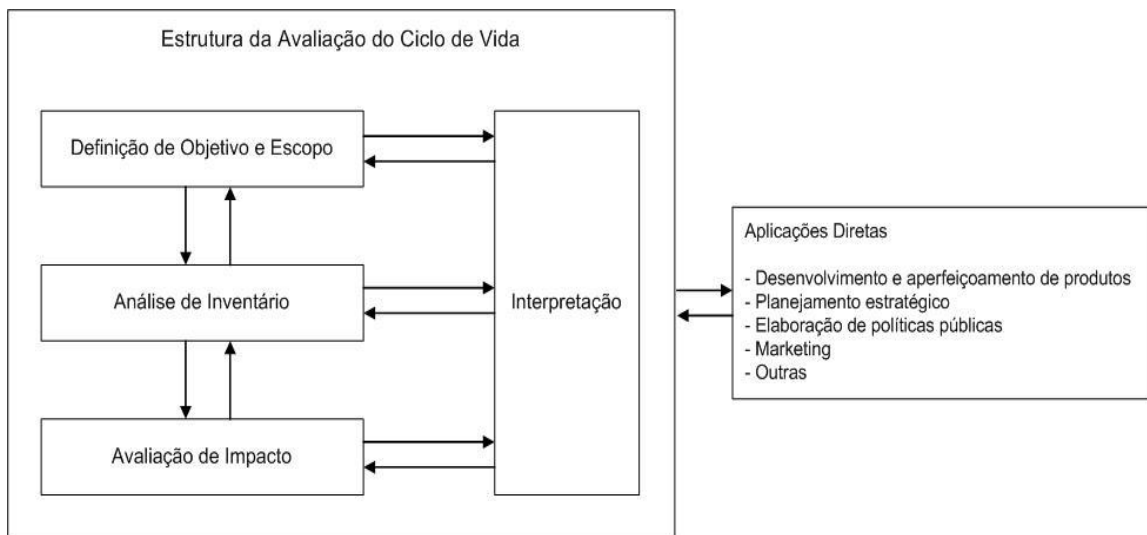 Estrutura da Avaliação do Ciclo de Vida
Definição de Objetivo e Escopo
Análise de Inventário
Avaliação de Impacto
Interpretação
Aplicações Diretas
- Desenvolvimento e aperfeiçoamento de produtos
- Planejamento estratégico
- Elaboração de políticas públicas
- Marketing
- Outras